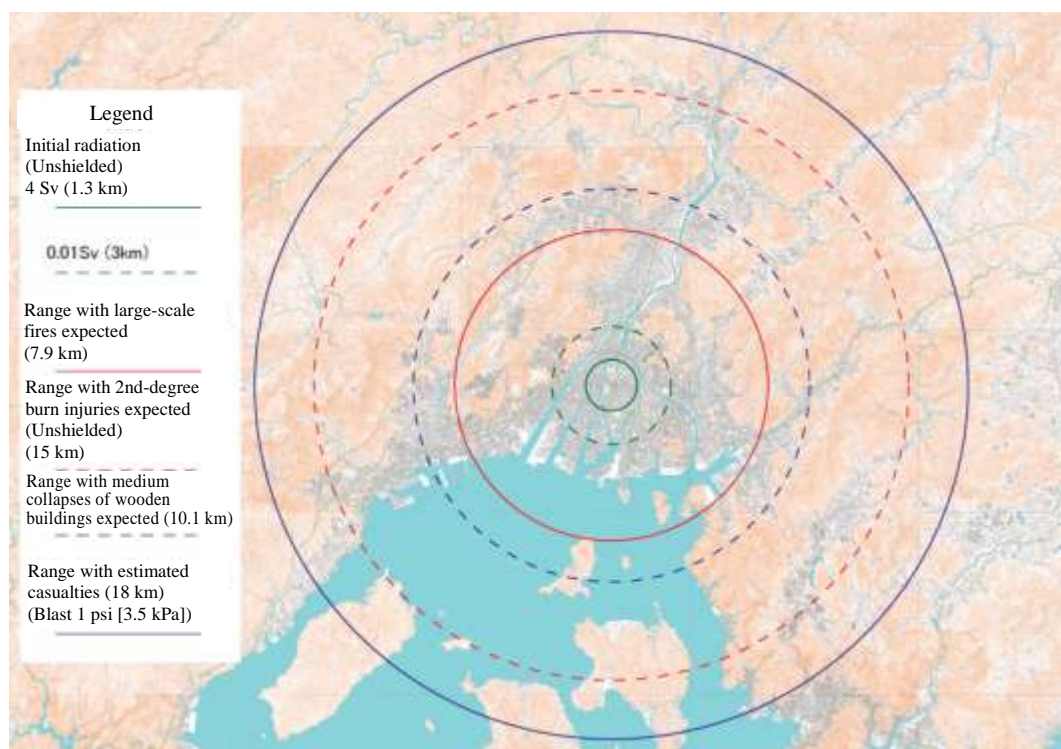 Legend
Initial radiation
(Unshielded)
4 Sv (1.3 km)
0.01Sv (3km)
Range with large-scale
fires expected
(7.9 km)
Range with 2nd-degree
burn injuries expected
(Unshielded)
(15 km)
Range with medium
collapses of wooden
buildings expected (10.1 km)
Range with estimated
casualties (18 km)
(Blast 1 psi [3.5 kPa])